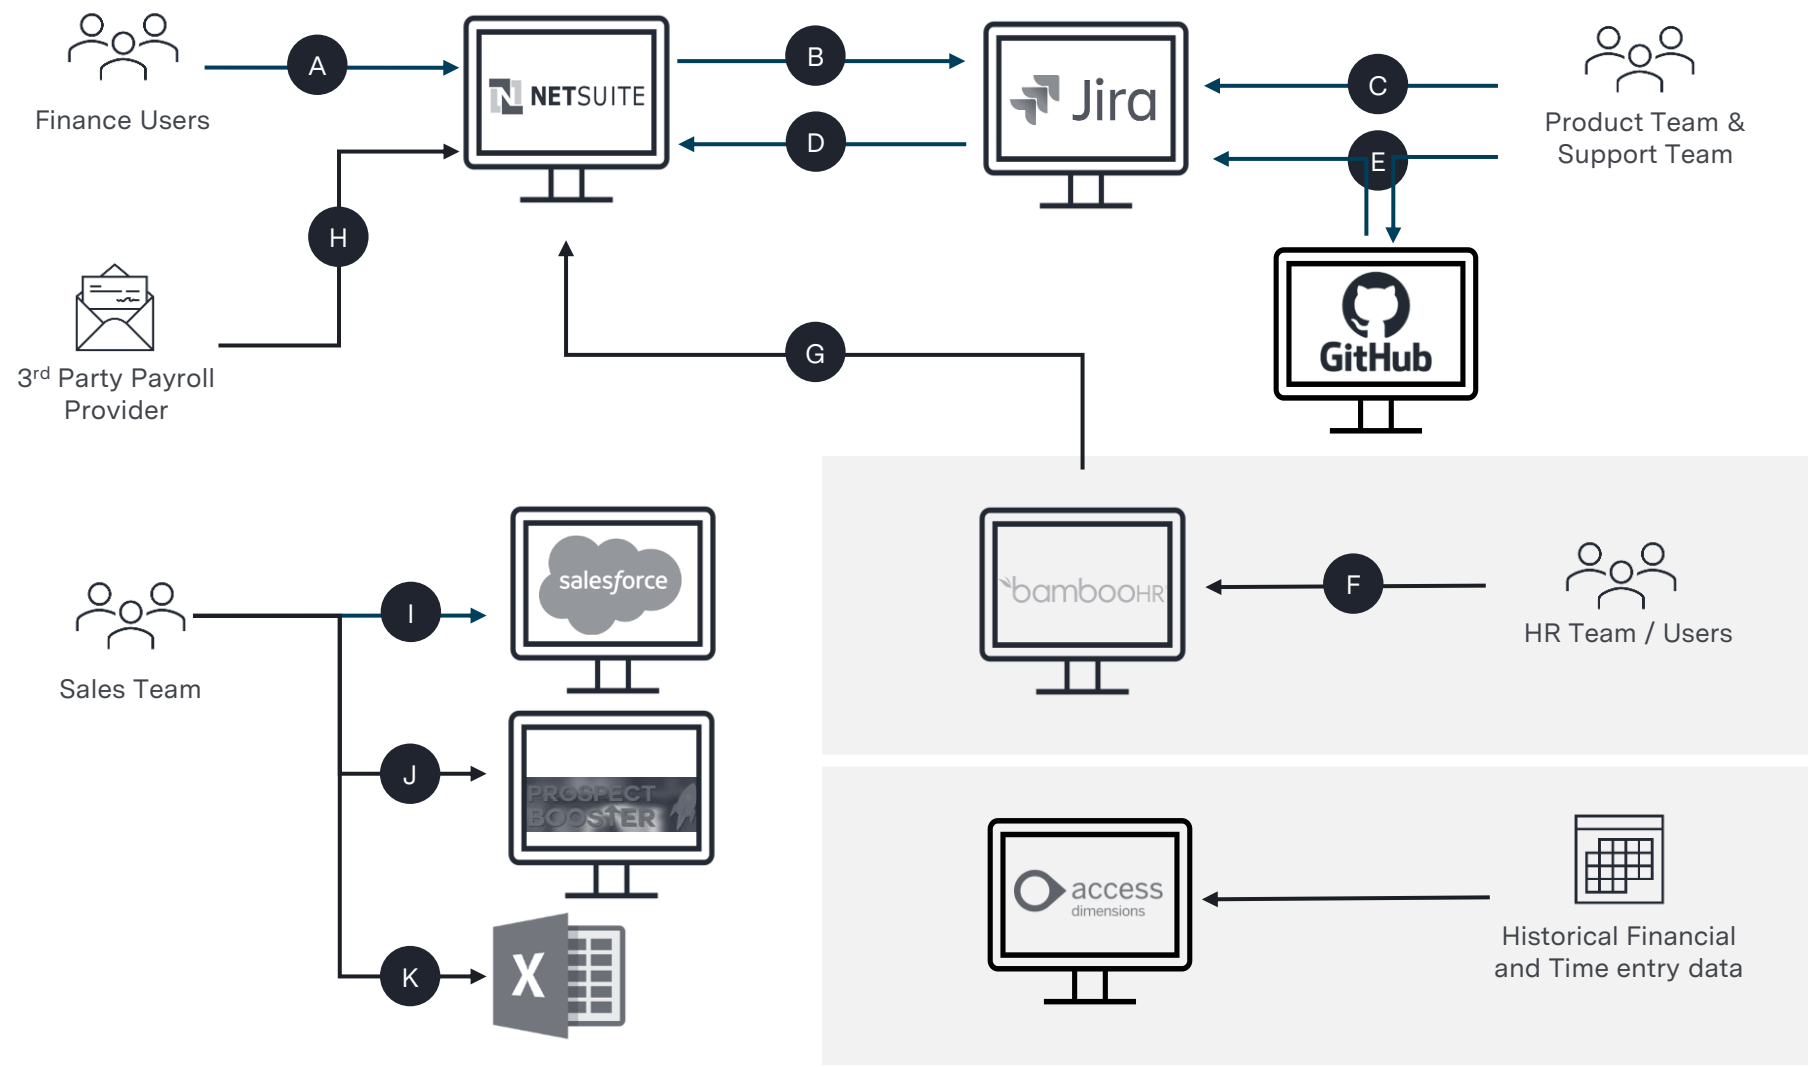 Finance Users
A
NETSUITE
B
Jira
C
D
E
Product Team &
Support Team
H
GitHub
3rd Party Payroll
Provider
G
salesforce
I
Sales Team
bambooHR
F
HR Team / Users
J
PROSPECT
BOOSTER
K
X
access
dimensions
Historical Financial
and Time entry data